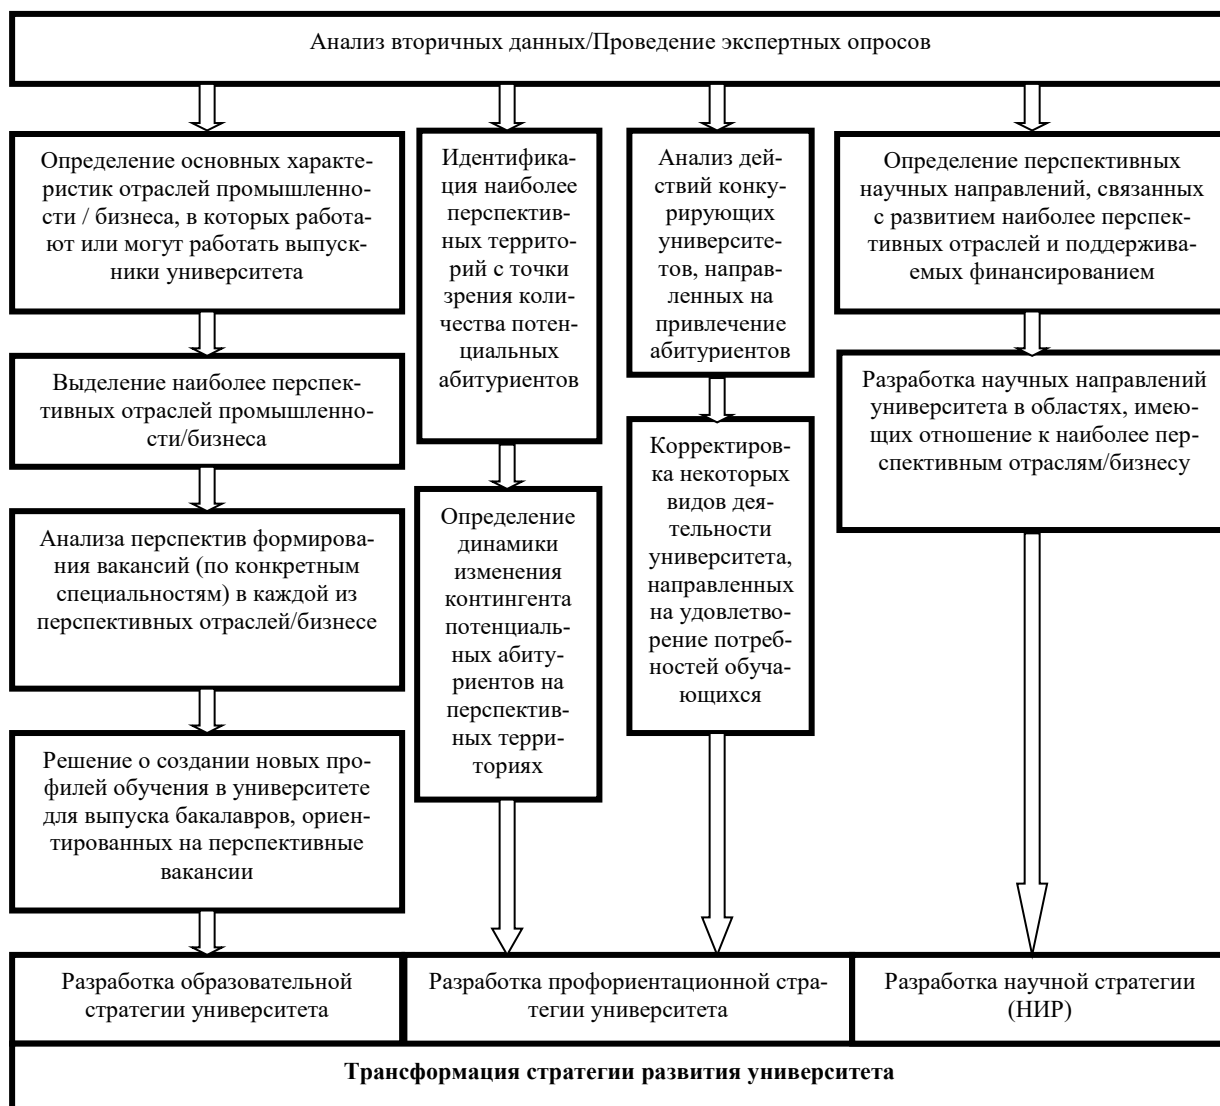 Анализ вторичных данных/Проведение экспертных опросов
Определение основных характе-
ристик отраслей промышленно-
сти / бизнеса, в которых работа-
ют или могут работать выпуск-
ники университета
Выделение наиболее перспек-
тивных отраслей промышленно-
сти/бизнеса
Анализа перспектив формирова-
ния вакансий (по конкретным
специальностям) в каждой из
перспективных отраслей/бизнесе
Решение о создании новых про-
филей обучения в университете
для выпуска бакалавров, ориен-
тированных на перспективные
вакансии
Идентифика-
ция наиболее
перспектив-
ных террито-
рий с точки
зрения коли-
чества потен-
циальных
абитуриентов
Определение
динамики
изменения
контингента
потенциаль-
ных абиту-
риентов на
перспектив-
ных терри-
ториях
Анализ дей-
ствий конку-
рирующих
университе-
тов, направ-
ленных на
привлечение
абитуриентов
Корректиров-
ка некоторых
видов дея-
тельности
университета,
направленных
на удовлетво-
рение потреб-
ностей обуча-
ющихся
Определение перспективных
научных направлений, связанных
с развитием наиболее перспек-
тивных отраслей и поддержива-
емых финансированием
Разработка научных направлений
университета в областях, имею-
щих отношение к наиболее пер-
спективным отраслям/бизнесу
Разработка образовательной
стратегии университета
Разработка профориентационной стра-
тегии университета
Разработка научной стратегии
(НИР)
Трансформация стратегии развития университета